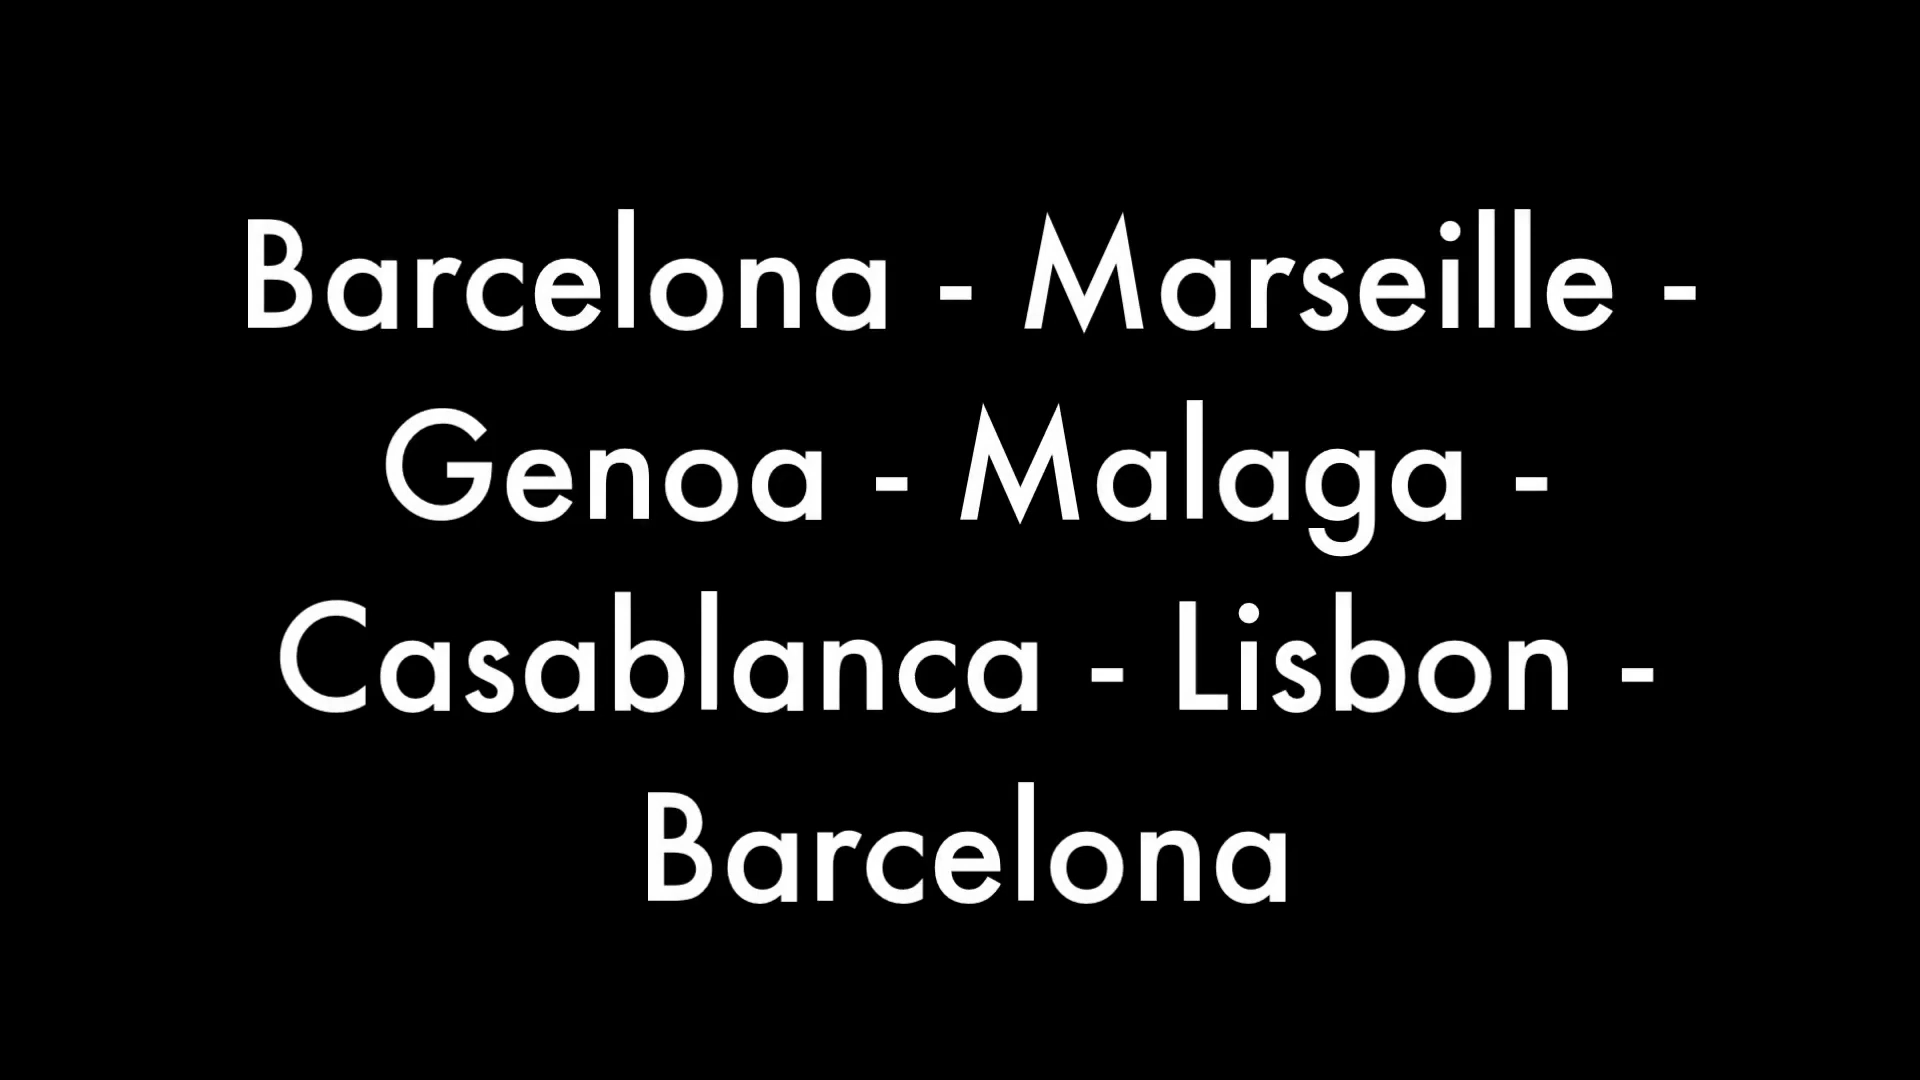 Barcelona - Marseille -
Genoa - Malaga -
Casablanca - Lisbon -
Barcelona